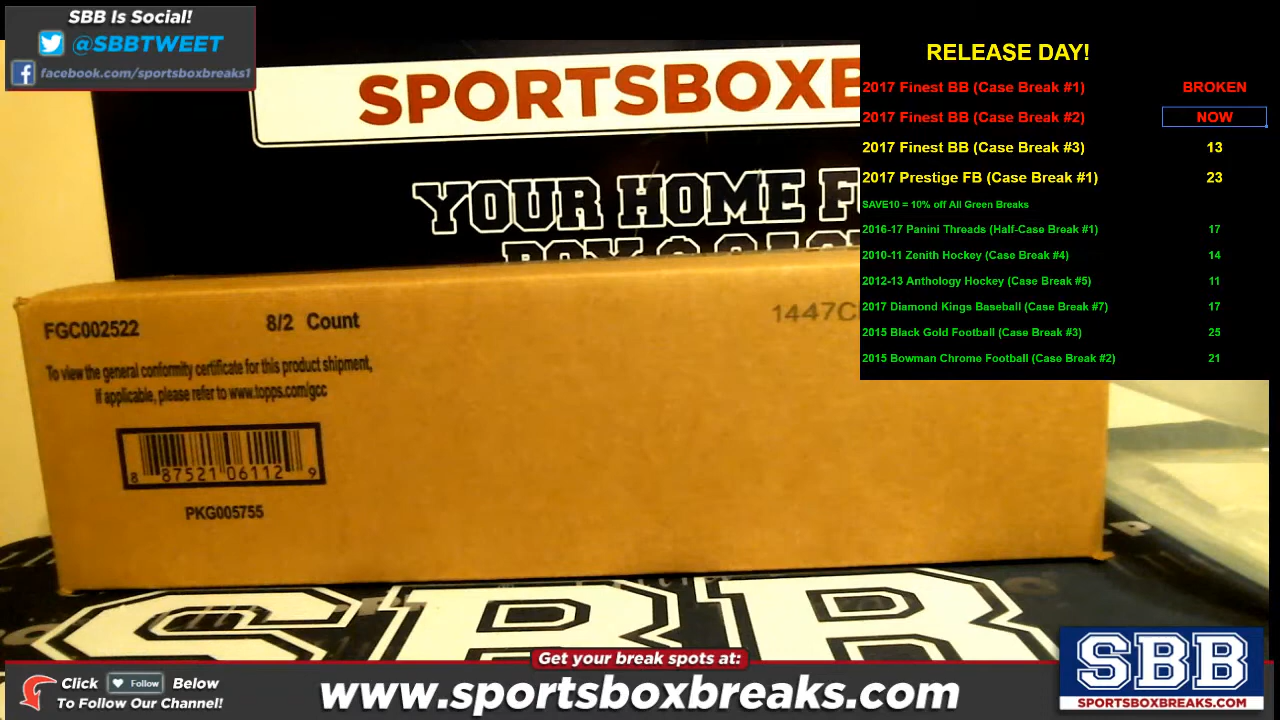 SBB Is Social!
@SBBTWEET
facebook.com/sportsboxbreaks1
SPORTSBOXB
YOUR HOME F
RELEASE DAY!
2017 Finest BB (Case Break #1) BROKEN
2017 Finest BB (Case Break #2) NOW
2017 Finest BB (Case Break #3) 13
2017 Prestige FB (Case Break #1) 23
SAVE10 = 10% off All Green Breaks
2016-17 Panini Threads (Half-Case Break #1) 17
2010-11 Zenith Hockey (Case Break #4) 14
2012-13 Anthology Hockey (Case Break #5) 11
2017 Diamond Kings Baseball (Case Break #7) 17
2015 Black Gold Football (Case Break #3) 25
2015 Bowman Chrome Football (Case Break #2) 21
FGC002522 8/2 Count 1447C
To view the general conformity certificate for this product shipment,
if applicable, please refer to www.topps.com/gcc
8 87521 06112 9
PKG005755
SBB
Get your break spots at:
www.sportsboxbreaks.com
Click Follow Below
To Follow Our Channel!
SBB
SPORTSBOXBREAKS.COM